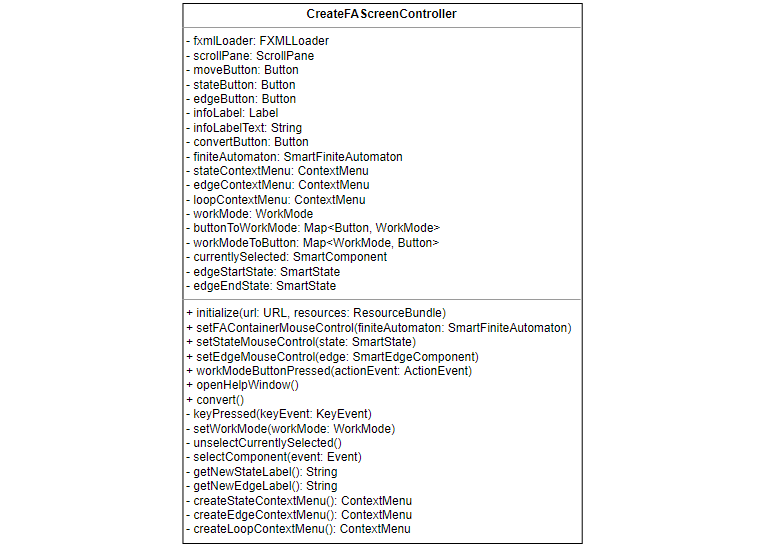 CreateFAScreenController
- fxmlLoader: FXMLLoader
- scrollPane: ScrollPane
- moveButton: Button
- stateButton: Button
- edgeButton: Button
- infoLabel: Label
- infoLabelText: String
- convertButton: Button
- finiteAutomaton: SmartFiniteAutomaton
- stateContextMenu: ContextMenu
- edgeContextMenu: ContextMenu
- loopContextMenu: ContextMenu
- workMode: WorkMode
- buttonToWorkMode: Map<Button, WorkMode>
- workModeToButton: Map<WorkMode, Button>
- currentlySelected: SmartComponent
- edgeStartState: SmartState
- edgeEndState: SmartState
+ initialize(url: URL, resources: ResourceBundle)
+ setFAContainerMouseControl(finiteAutomaton: SmartFiniteAutomaton)
+ setStateMouseControl(state: SmartState)
+ setEdgeMouseControl(edge: SmartEdgeComponent)
+ workModeButtonPressed(actionEvent: ActionEvent)
+ openHelpWindow()
+ convert()
- keyPressed(keyEvent: KeyEvent)
- setWorkMode(workMode: WorkMode)
- unselectCurrentlySelected()
- selectComponent(event: Event)
- getNewStateLabel(): String
- getNewEdgeLabel(): String
- createStateContextMenu(): ContextMenu
- createEdgeContextMenu(): ContextMenu
- createLoopContextMenu(): ContextMenu